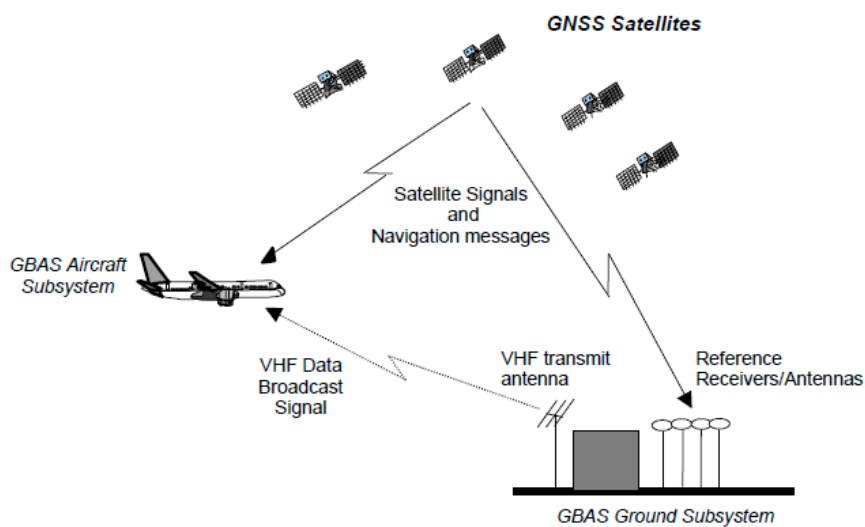 GNSS Satellites
Satellite Signals
and
Navigation messages
GBAS Aircraft
Subsystem
VHF Data
Broadcast
Signal
VHF transmit
antenna
Reference
Receivers/Antennas
GBAS Ground Subsystem